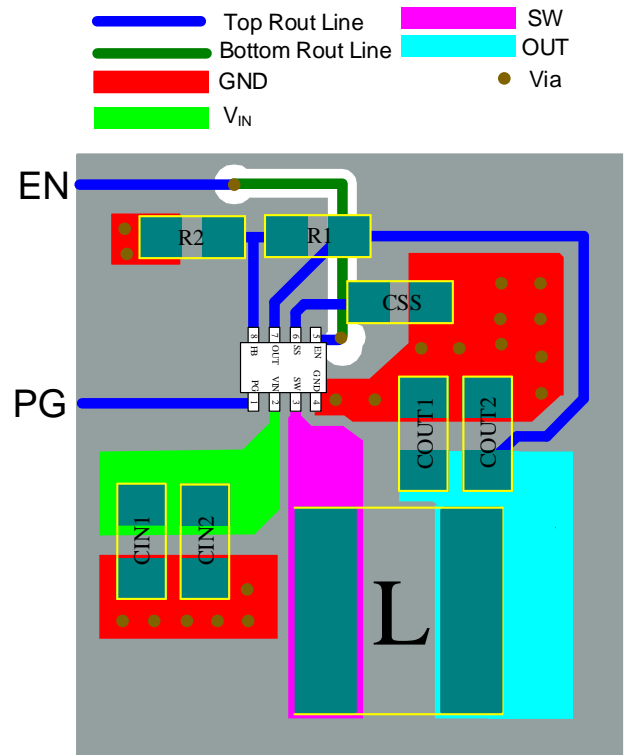 Top Rout Line
SW
Bottom Rout Line
OUT
GND
Via
VIN
EN
R2
R1
CSS
8 7 6 5
FB OUT SS EN
PG VIN SW GND
1 2 3 4
PG
COUT1
COUT2
CIN1
CIN2
L